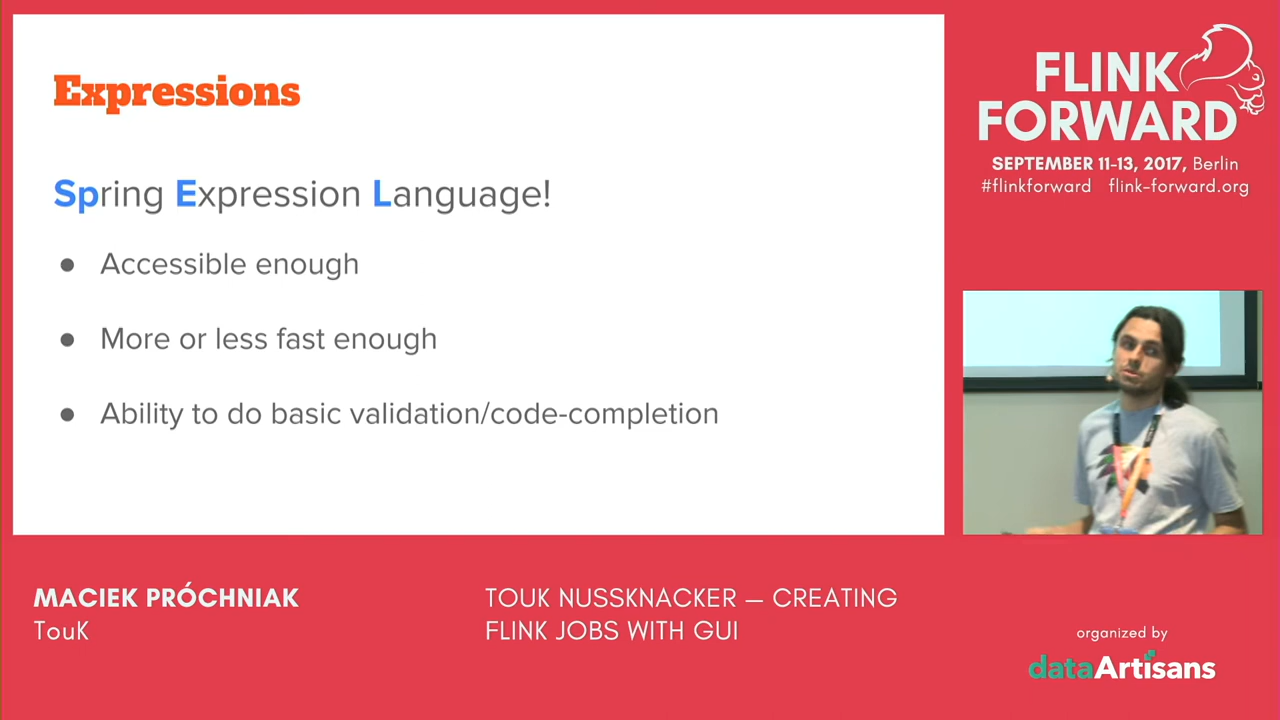 Expressions
Spring Expression Language!
● Accessible enough
● More or less fast enough
● Ability to do basic validation/code-completion
FLINK
FORWARD
SEPTEMBER 11-13, 2017, Berlin
#flinkforward flink-forward.org
MACIEK PRÓCHNIAK
TouK
TOUK NUSSKNACKER — CREATING
FLINK JOBS WITH GUI
organized by
dataArtisans